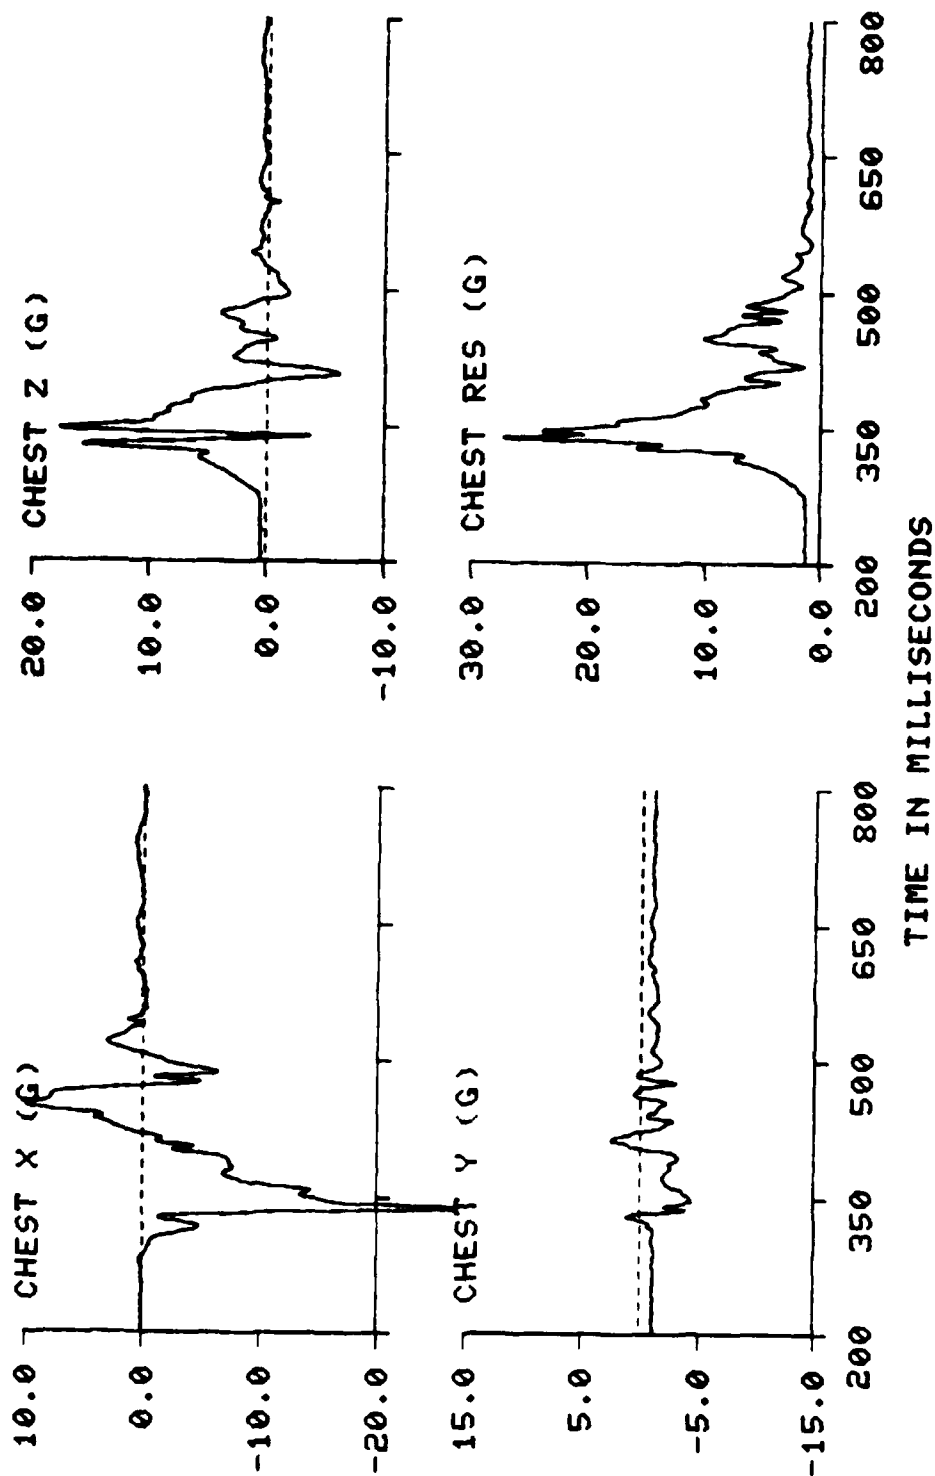 CHEST X (G)
10.0
0.0
-10.0
-20.0
CHEST Z (G)
20.0
10.0
0.0
-10.0
CHEST Y (G)
15.0
5.0
-5.0
-15.0
200 350 500 650 800
CHEST RES (G)
30.0
20.0
10.0
0.0
200 350 500 650 800
TIME IN MILLISECONDS